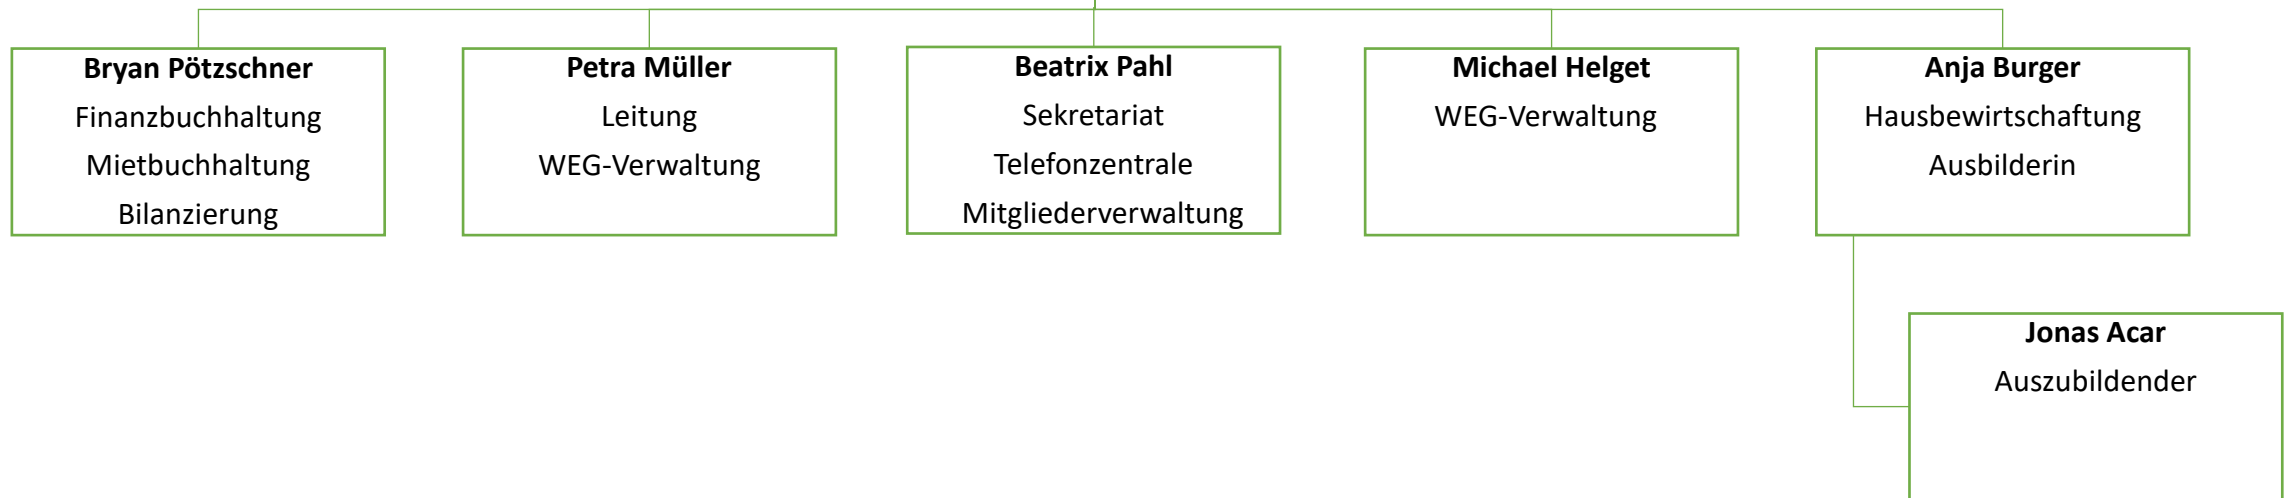 Bryan Pötzschner
Finanzbuchhaltung
Mietbuchhaltung
Bilanzierung
Petra Müller
Leitung
WEG-Verwaltung
Beatrix Pahl
Sekretariat
Telefonzentrale
Mitgliederverwaltung
Michael Helget
WEG-Verwaltung
Anja Burger
Hausbewirtschaftung
Ausbilderin
Jonas Acar
Auszubildender